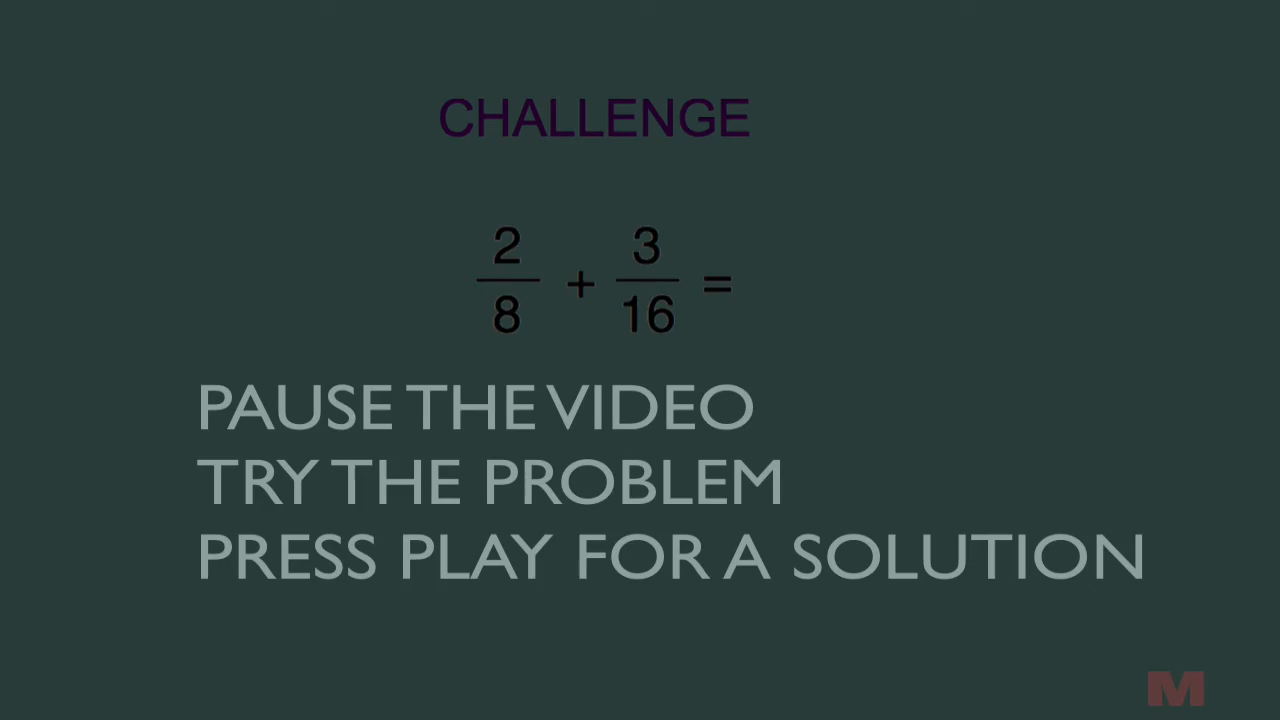 CHALLENGE
2/8 + 3/16 =
PAUSE THE VIDEO
TRY THE PROBLEM
PRESS PLAY FOR A SOLUTION
M